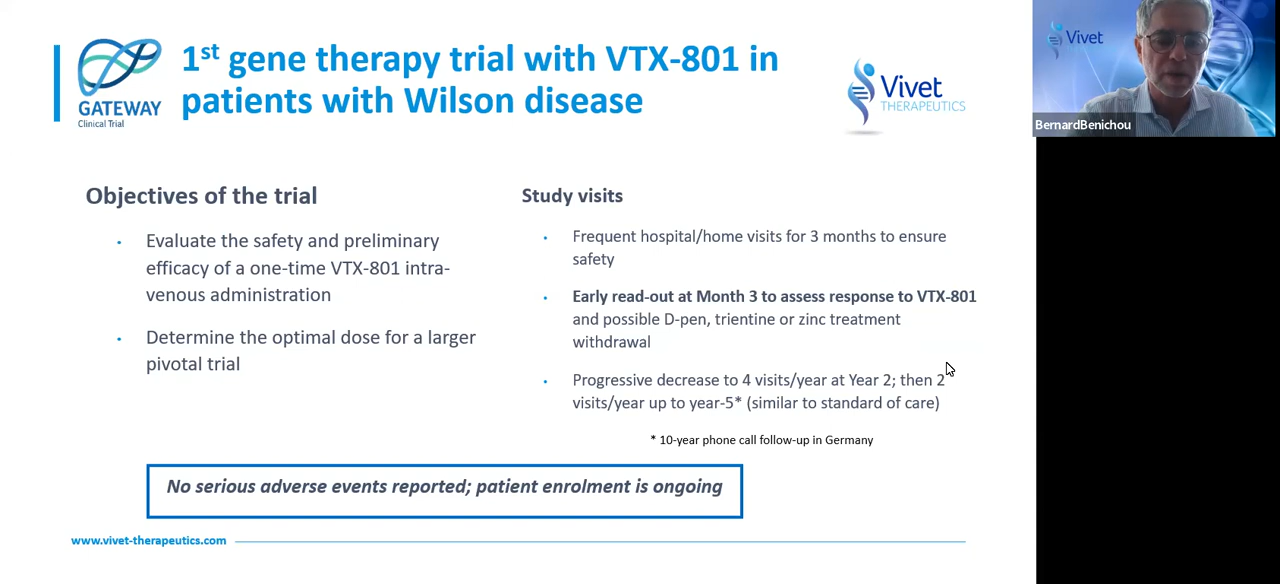 1st gene therapy trial with VTX-801 in
patients with Wilson disease
GATEWAY
Clinical Trial
Vivet
THERAPEUTICS
Vivet
BernardBenichou
Objectives of the trial
• Evaluate the safety and preliminary
efficacy of a one-time VTX-801 intra-
venous administration
• Determine the optimal dose for a larger
pivotal trial
Study visits
• Frequent hospital/home visits for 3 months to ensure
safety
• Early read-out at Month 3 to assess response to VTX-801
and possible D-pen, trientine or zinc treatment
withdrawal
• Progressive decrease to 4 visits/year at Year 2; then 2
visits/year up to year-5* (similar to standard of care)
* 10-year phone call follow-up in Germany
No serious adverse events reported; patient enrolment is ongoing
www.vivet-therapeutics.com